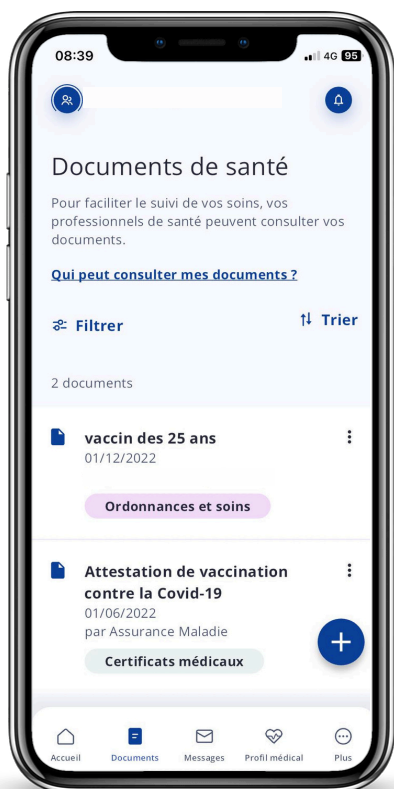 08:39
4G 95
Documents de santé
Pour faciliter le suivi de vos soins, vos
professionnels de santé peuvent consulter vos
documents.
Qui peut consulter mes documents ?
Filtrer
Trier
2 documents
vaccin des 25 ans
01/12/2022
Ordonnances et soins
Attestation de vaccination
contre la Covid-19
01/06/2022
par Assurance Maladie
Certificats médicaux
Accueil
Documents
Messages
Profil médical
Plus